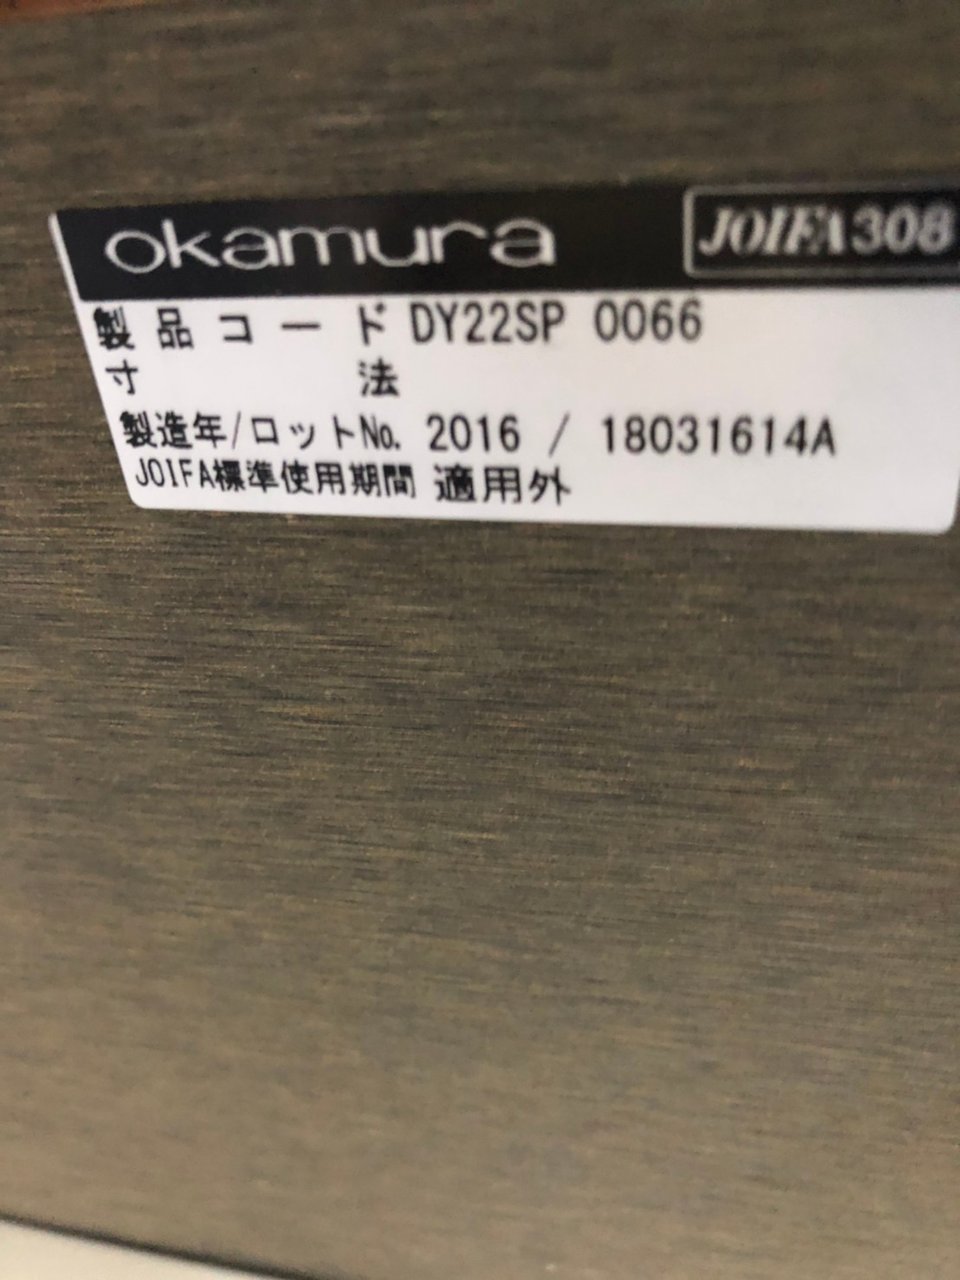 okamura JOIFA308
製品コード DY22SP 0066
寸法
製造年/ロットNo. 2016 / 18031614A
JOIFA標準使用期間 適用外